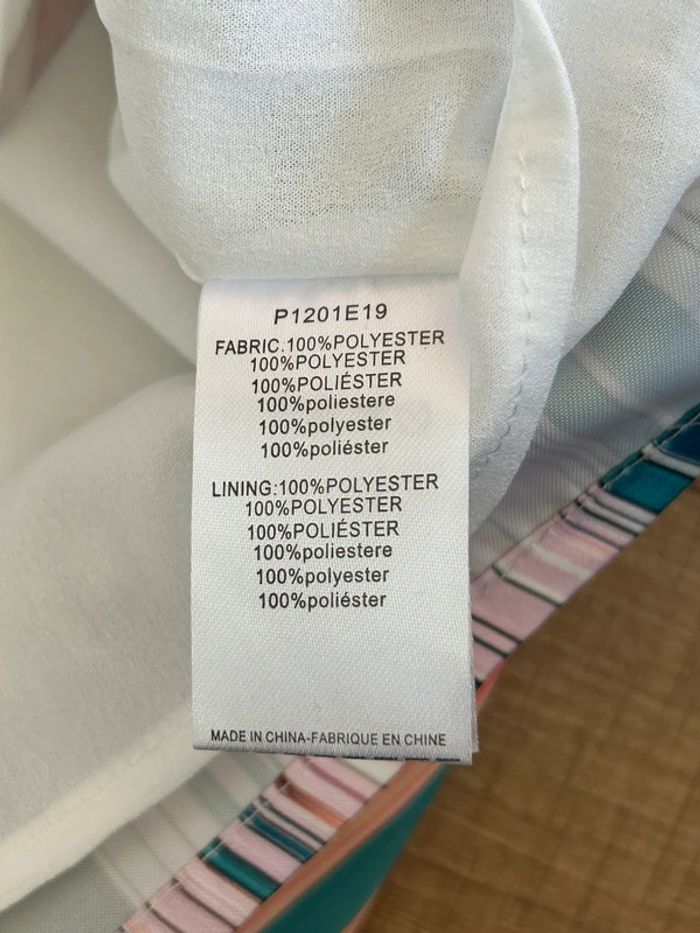 P1201E19
FABRIC.100%POLYESTER
100%POLYESTER
100%POLIÉSTER
100%poliestere
100%polyester
100%poliéster
LINING:100%POLYESTER
100%POLYESTER
100%POLIÉSTER
100%poliestere
100%polyester
100%poliéster
MADE IN CHINA-FABRIQUE EN CHINE